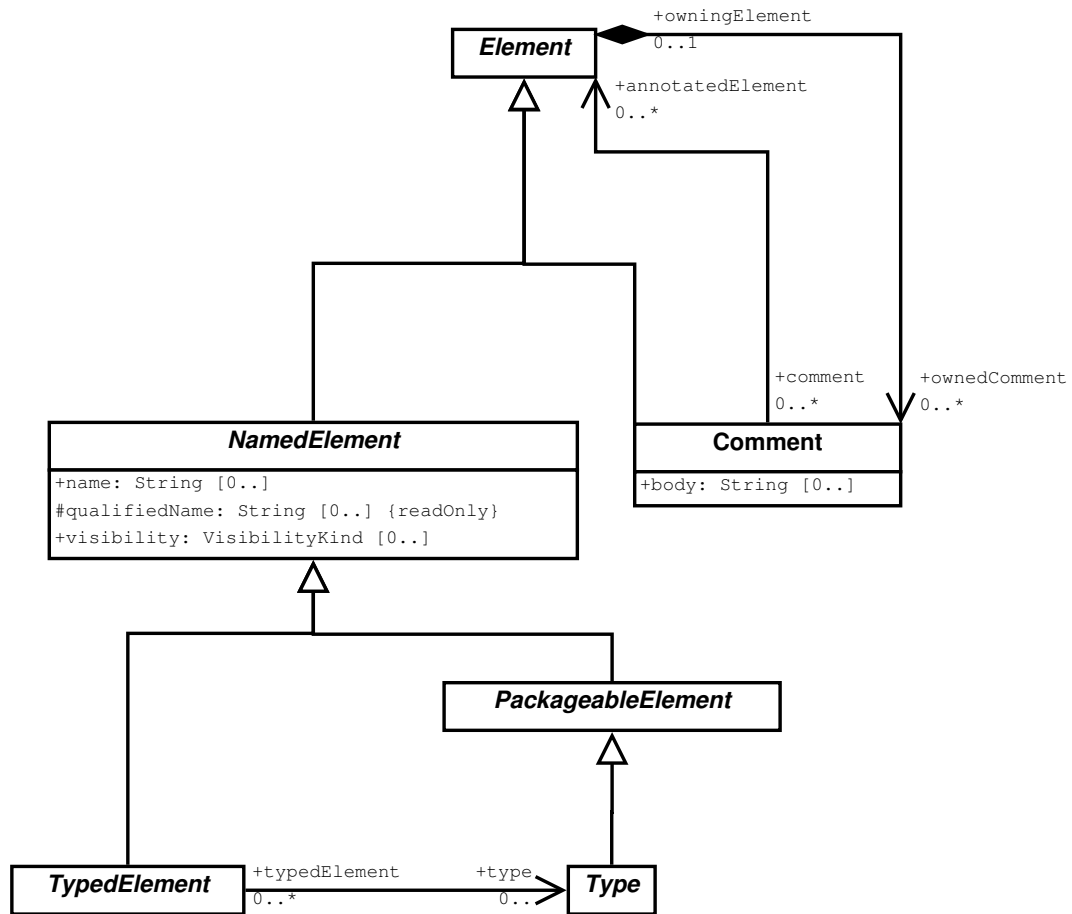 +owningElement
0..1
Element
+annotatedElement
0..*
+comment
0..*
+ownedComment
0..*
NamedElement
+name: String [0..]
#qualifiedName: String [0..] {readOnly}
+visibility: VisibilityKind [0..]
Comment
+body: String [0..]
PackageableElement
TypedElement
+typedElement
0..*
+type
0..
Type